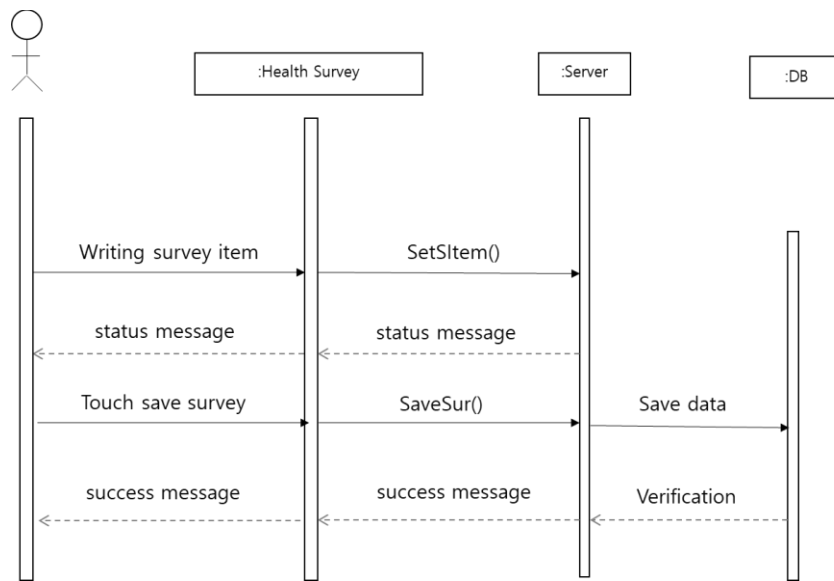 :Health Survey
:Server
:DB
Writing survey item
SetSItem()
status message
status message
Touch save survey
SaveSur()
Save data
success message
success message
Verification